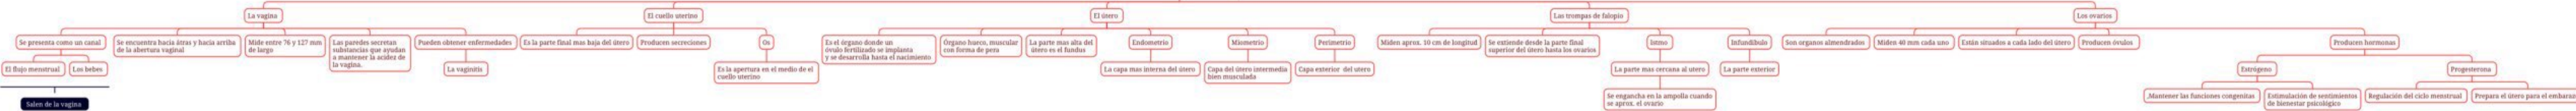 La vagina
El cuello uterino
El útero
Las trompas de falopio
Los ovarios
Se presenta como un canal
Se encuentra hacia átras y hacia arriba
de la abertura vaginal
Mide entre 76 y 127 mm
de largo
Las paredes secretan
substancias que ayudan
a mantener la acidez de
la vagina.
Pueden obtener enfermedades
Es la parte final mas baja del útero
Producen secreciones
Os
Es el órgano donde un
óvulo fertilizado se implanta
y se desarrolla hasta el nacimiento
Órgano hueco, muscular
con forma de pera
La parte mas alta del
útero es el fundus
Endometrio
Miometrio
Perimetrio
Miden aprox. 10 cm de longitud
Se extiende desde la parte final
superior del útero hasta los ovarios
Istmo
Infundíbulo
Son organos almendrados
Miden 40 mm cada uno
Están situados a cada lado del útero
Producen óvulos
Producen hormonas
El flujo menstrual
Los bebes
La vaginitis
Es la apertura en el medio de el
cuello uterino
La capa mas interna del útero
Capa del útero intermedia
bien musculada
Capa exterior del utero
La parte mas cercana al utero
La parte exterior
Estrógeno
Progesterona
Salen de la vagina
Se engancha en la ampolla cuando
se aprox. el ovario
,Mantener las funciones congenitas
Estimulación de sentimientos
de bienestar psicológico
Regulación del ciclo menstrual
Prepara el útero para el embaraz